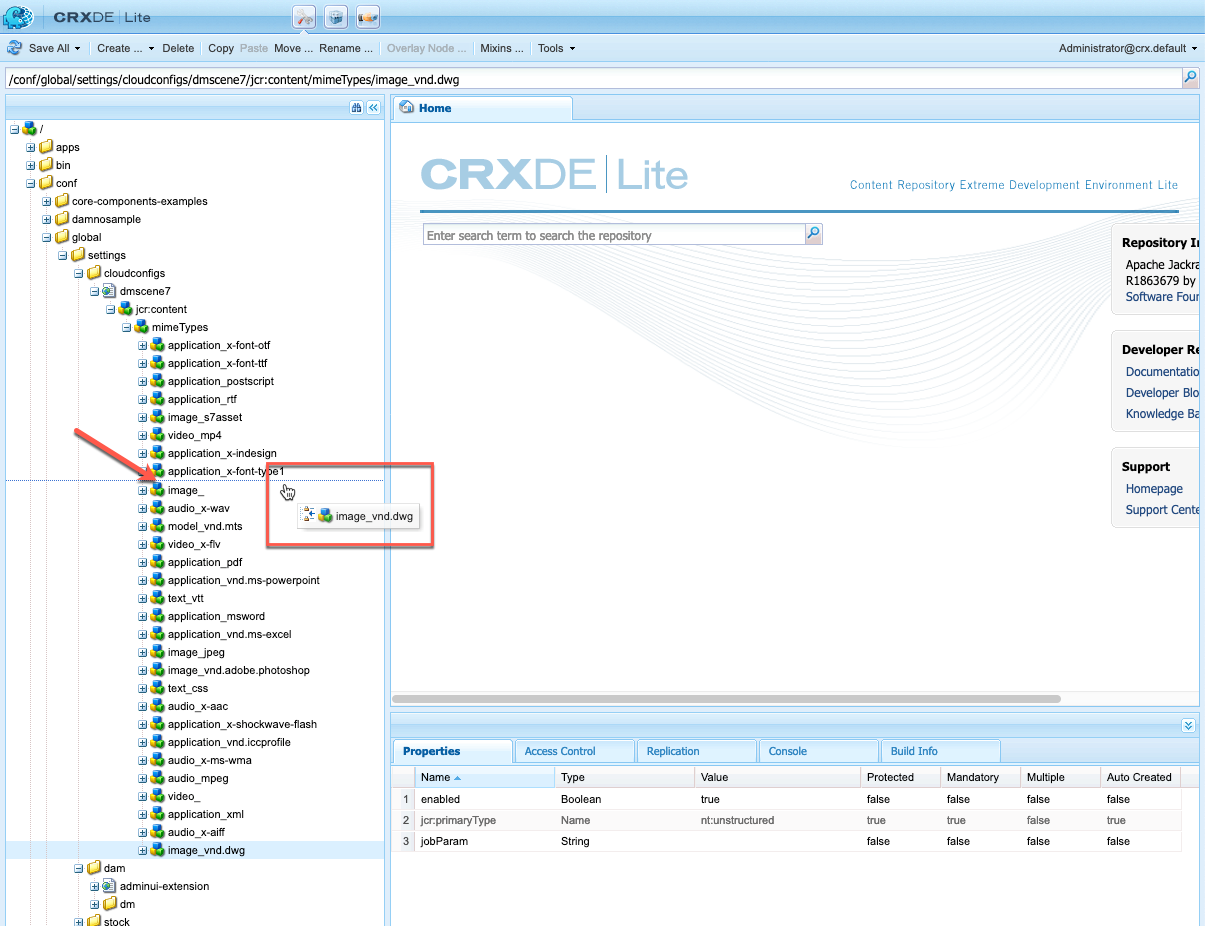 CRXDE | Lite
Save All Create ... Delete Copy Paste Move ... Rename ... Overlay Node ... Mixins ... Tools Administrator@crx.default
/conf/global/settings/cloudconfigs/dmscene7/jcr:content/mimeTypes/image_vnd.dwg
/
apps
bin
conf
core-components-examples
damnosample
global
settings
cloudconfigs
dmscene7
jcr:content
mimeTypes
application_x-font-otf
application_x-font-ttf
application_postscript
application_rtf
image_s7asset
video_mp4
application_x-indesign
application_x-font-type1
image_
audio_x-wav
model_vnd.mts
video_x-flv
application_pdf
application_vnd.ms-powerpoint
text_vtt
application_msword
application_vnd.ms-excel
image_jpeg
image_vnd.adobe.photoshop
text_css
audio_x-aac
application_x-shockwave-flash
application_vnd.iccprofile
audio_x-ms-wma
audio_mpeg
video_
application_xml
audio_x-aiff
image_vnd.dwg
dam
adminui-extension
dm
stock
image_vnd.dwg
Home
CRXDE | Lite
Content Repository Extreme Development Environment Lite
Enter search term to search the repository
Repository In
Apache Jackra
R1863679 by
Software Foun
Developer Re
Documentatio
Developer Blo
Knowledge Ba
Support
Homepage
Support Cente
Properties Access Control Replication Console Build Info
Name Type Value Protected Mandatory Multiple Auto Created
1 enabled Boolean true false false false false
2 jcr:primaryType Name nt:unstructured true true false true
3 jobParam String false false false false